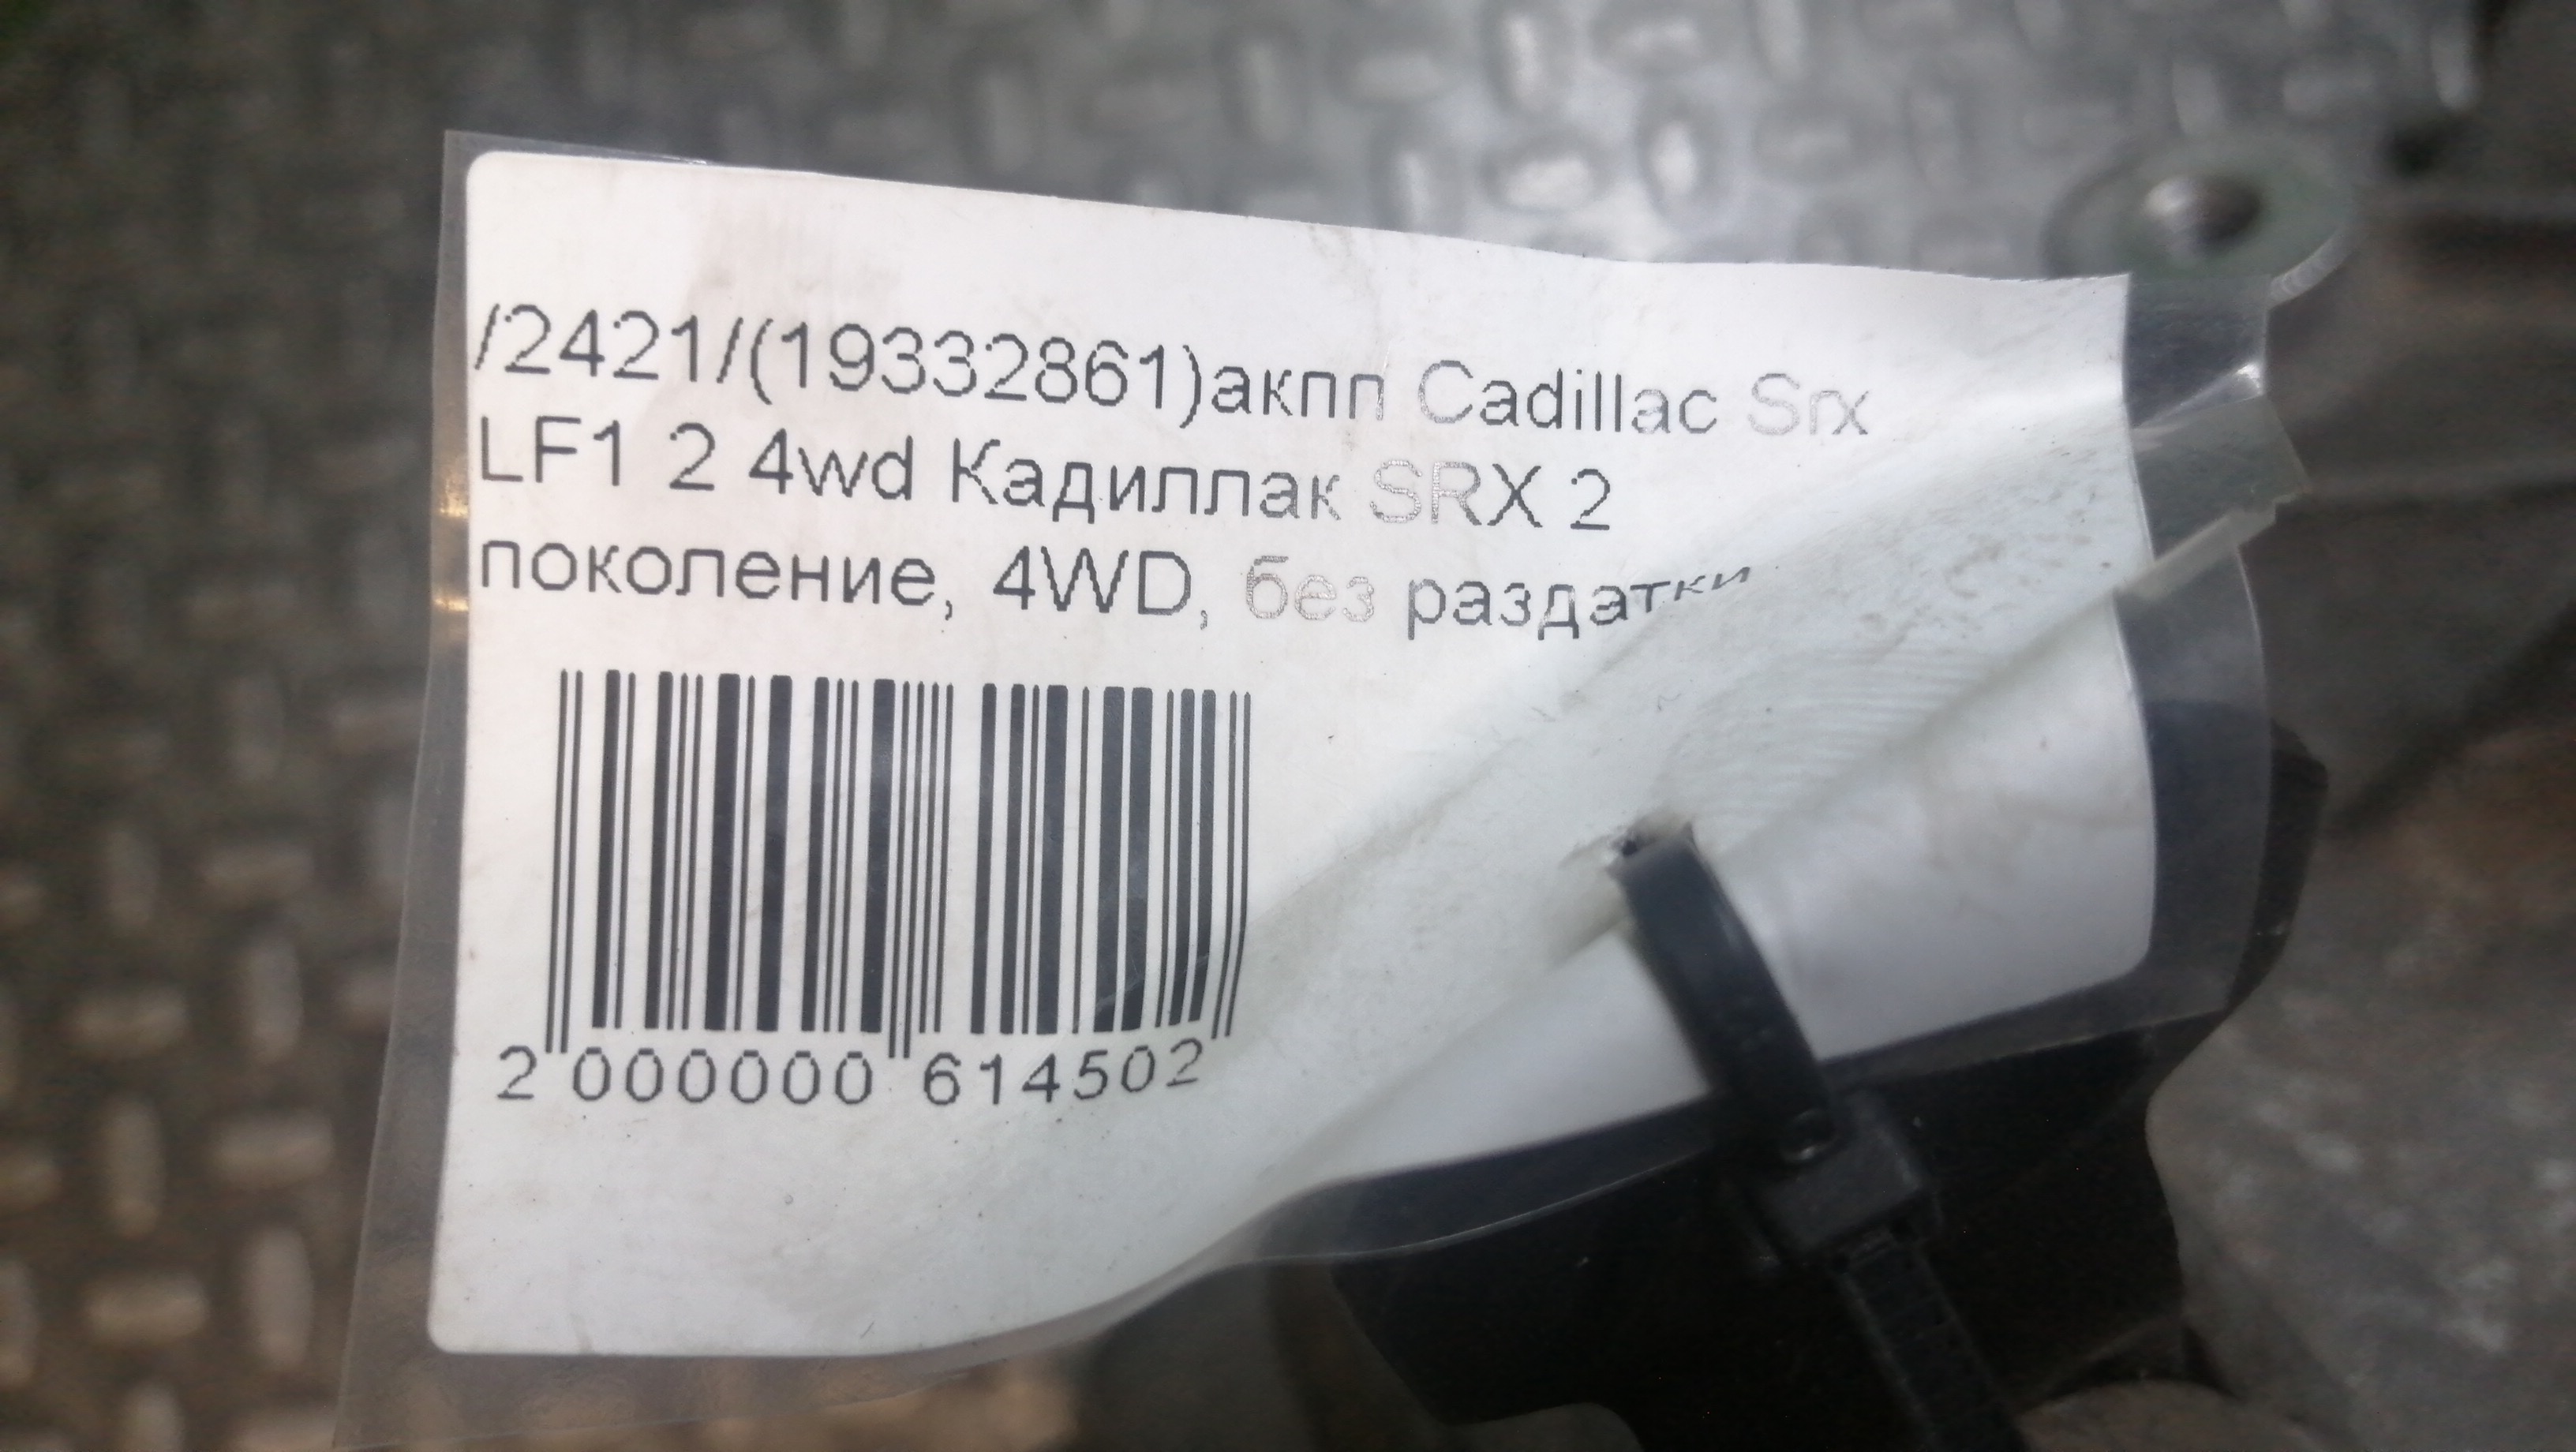 /2421/(19332861)акпп Cadillac Srx
LF1 2 4wd Кадиллак SRX 2
поколение, 4WD, без раздатки
2 000000 614502